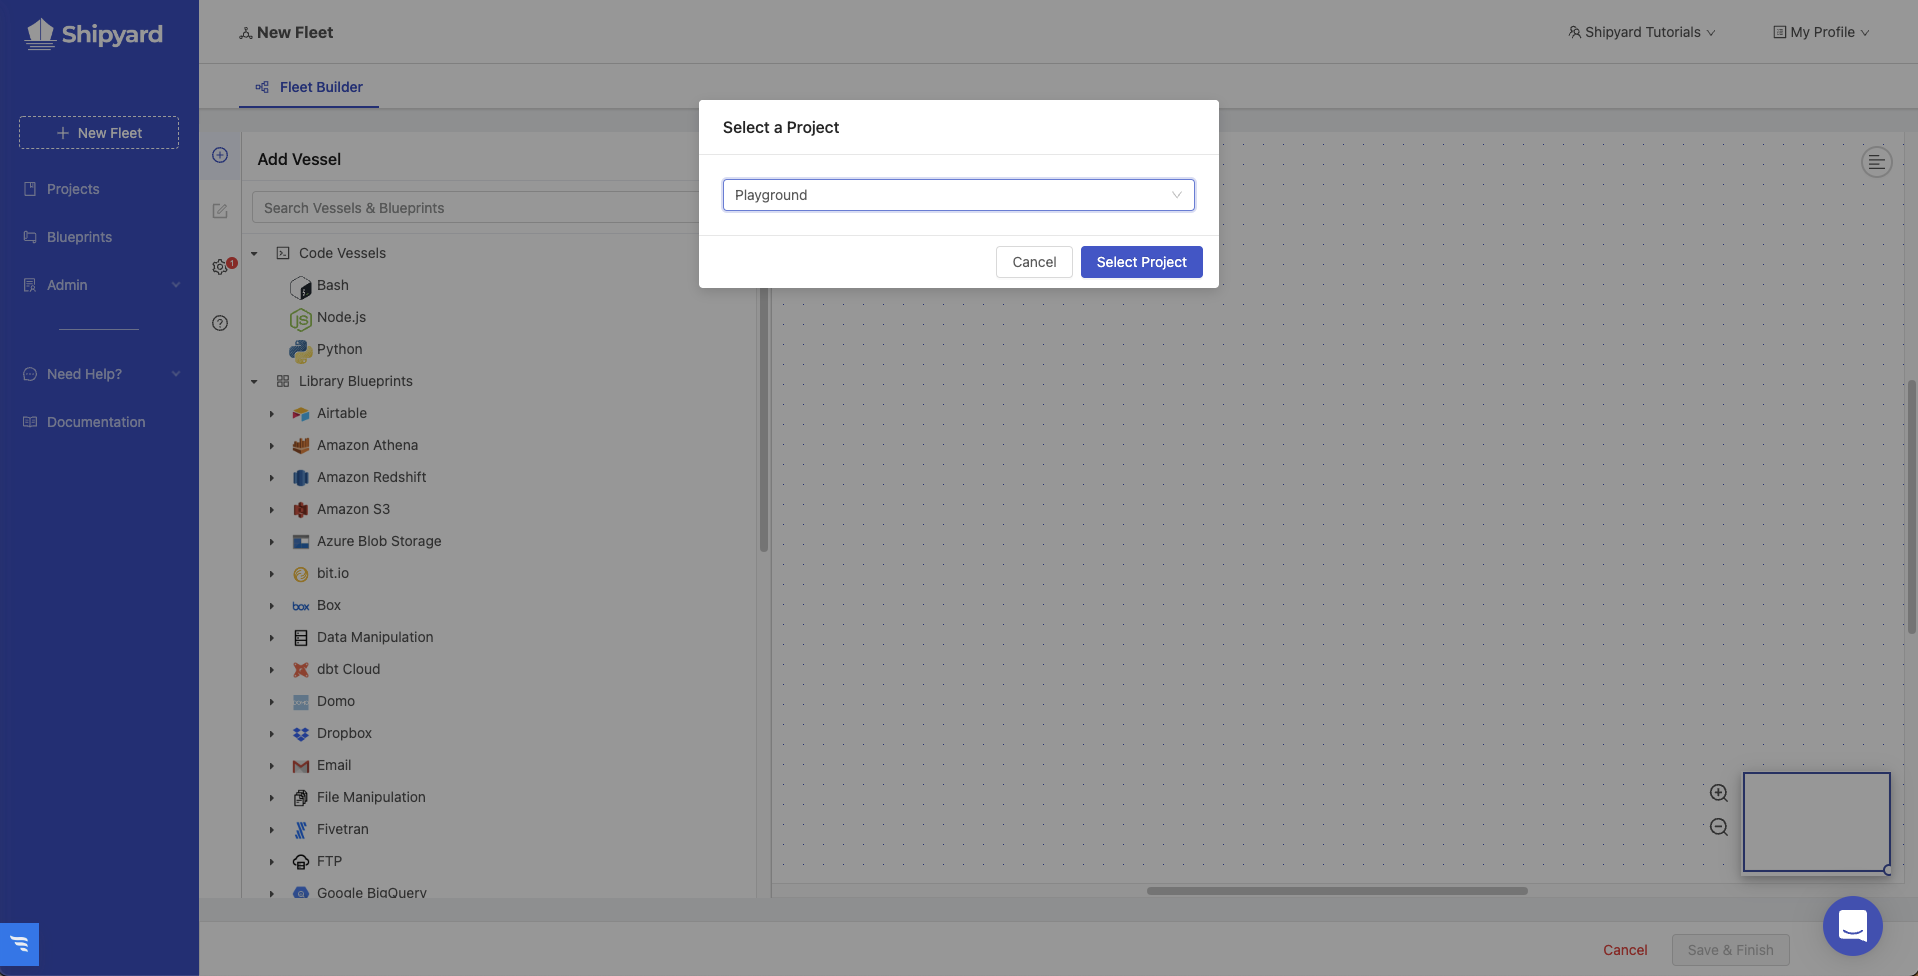 Shipyard
New Fleet
Shipyard Tutorials
My Profile
Fleet Builder
New Fleet
Projects
Blueprints
Admin
Need Help?
Documentation
Add Vessel
Search Vessels & Blueprints
1
Code Vessels
Bash
Node.js
Python
Library Blueprints
Airtable
Amazon Athena
Amazon Redshift
Amazon S3
Azure Blob Storage
bit.io
box Box
Data Manipulation
dbt Cloud
DOMO Domo
Dropbox
Email
File Manipulation
Fivetran
FTP
Google BigQuery
Select a Project
Playground
Cancel
Select Project
Cancel
Save & Finish